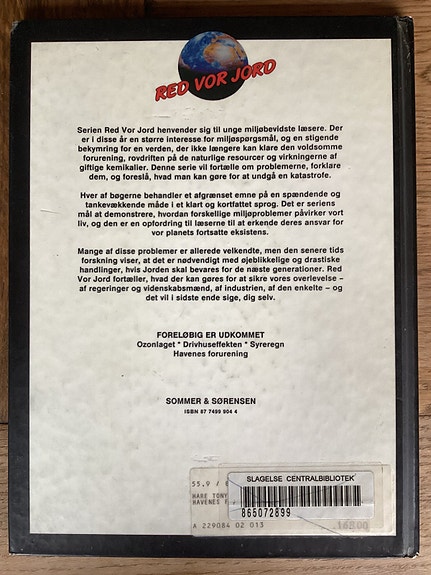 RED VOR JORD
Serien Red Vor Jord henvender sig til unge miljøbevidste læsere. Der
er i disse år en større interesse for miljøspørgsmål, og en stigende
bekymring for en verden, der ikke længere kan klare den voldsomme
forurening, rovdriften på de naturlige resourcer og virkningerne af
giftige kemikalier. Denne serie vil fortælle om problemerne, forklare
dem, og foreslå, hvad man kan gøre for at undgå en katastrofe.
Hver af bøgerne behandler et afgrænset emne på en spændende og
tankevækkende måde i et klart og kortfattet sprog. Det er seriens
mål at demonstrere, hvordan forskellige miljøproblemer påvirker vort
liv, og den er en opfordring til læserne til at erkende deres ansvar for
vor planets fortsatte eksistens.
Mange af disse problemer er allerede velkendte, men den senere tids
forskning viser, at det er nødvendigt med øjeblikkelige og drastiske
handlinger, hvis Jorden skal bevares for de næste generationer. Red
Vor Jord fortæller, hvad der kan gøres for at sikre vores overlevelse –
af regeringer og videnskabsmænd, af industrien, af den enkelte – og
det vil i sidste ende sige, dig selv.
FORELØBIG ER UDKOMMET
Ozonlaget * Drivhuseffekten * Syreregn
Havenes forurening
SOMMER & SØRENSEN
ISBN 87 7499 904 4
SLAGELSE CENTRALBIBLIOTEK
55.9 /
HARE TONY
HAVENES
865072899
A 229084 02 013
168.00